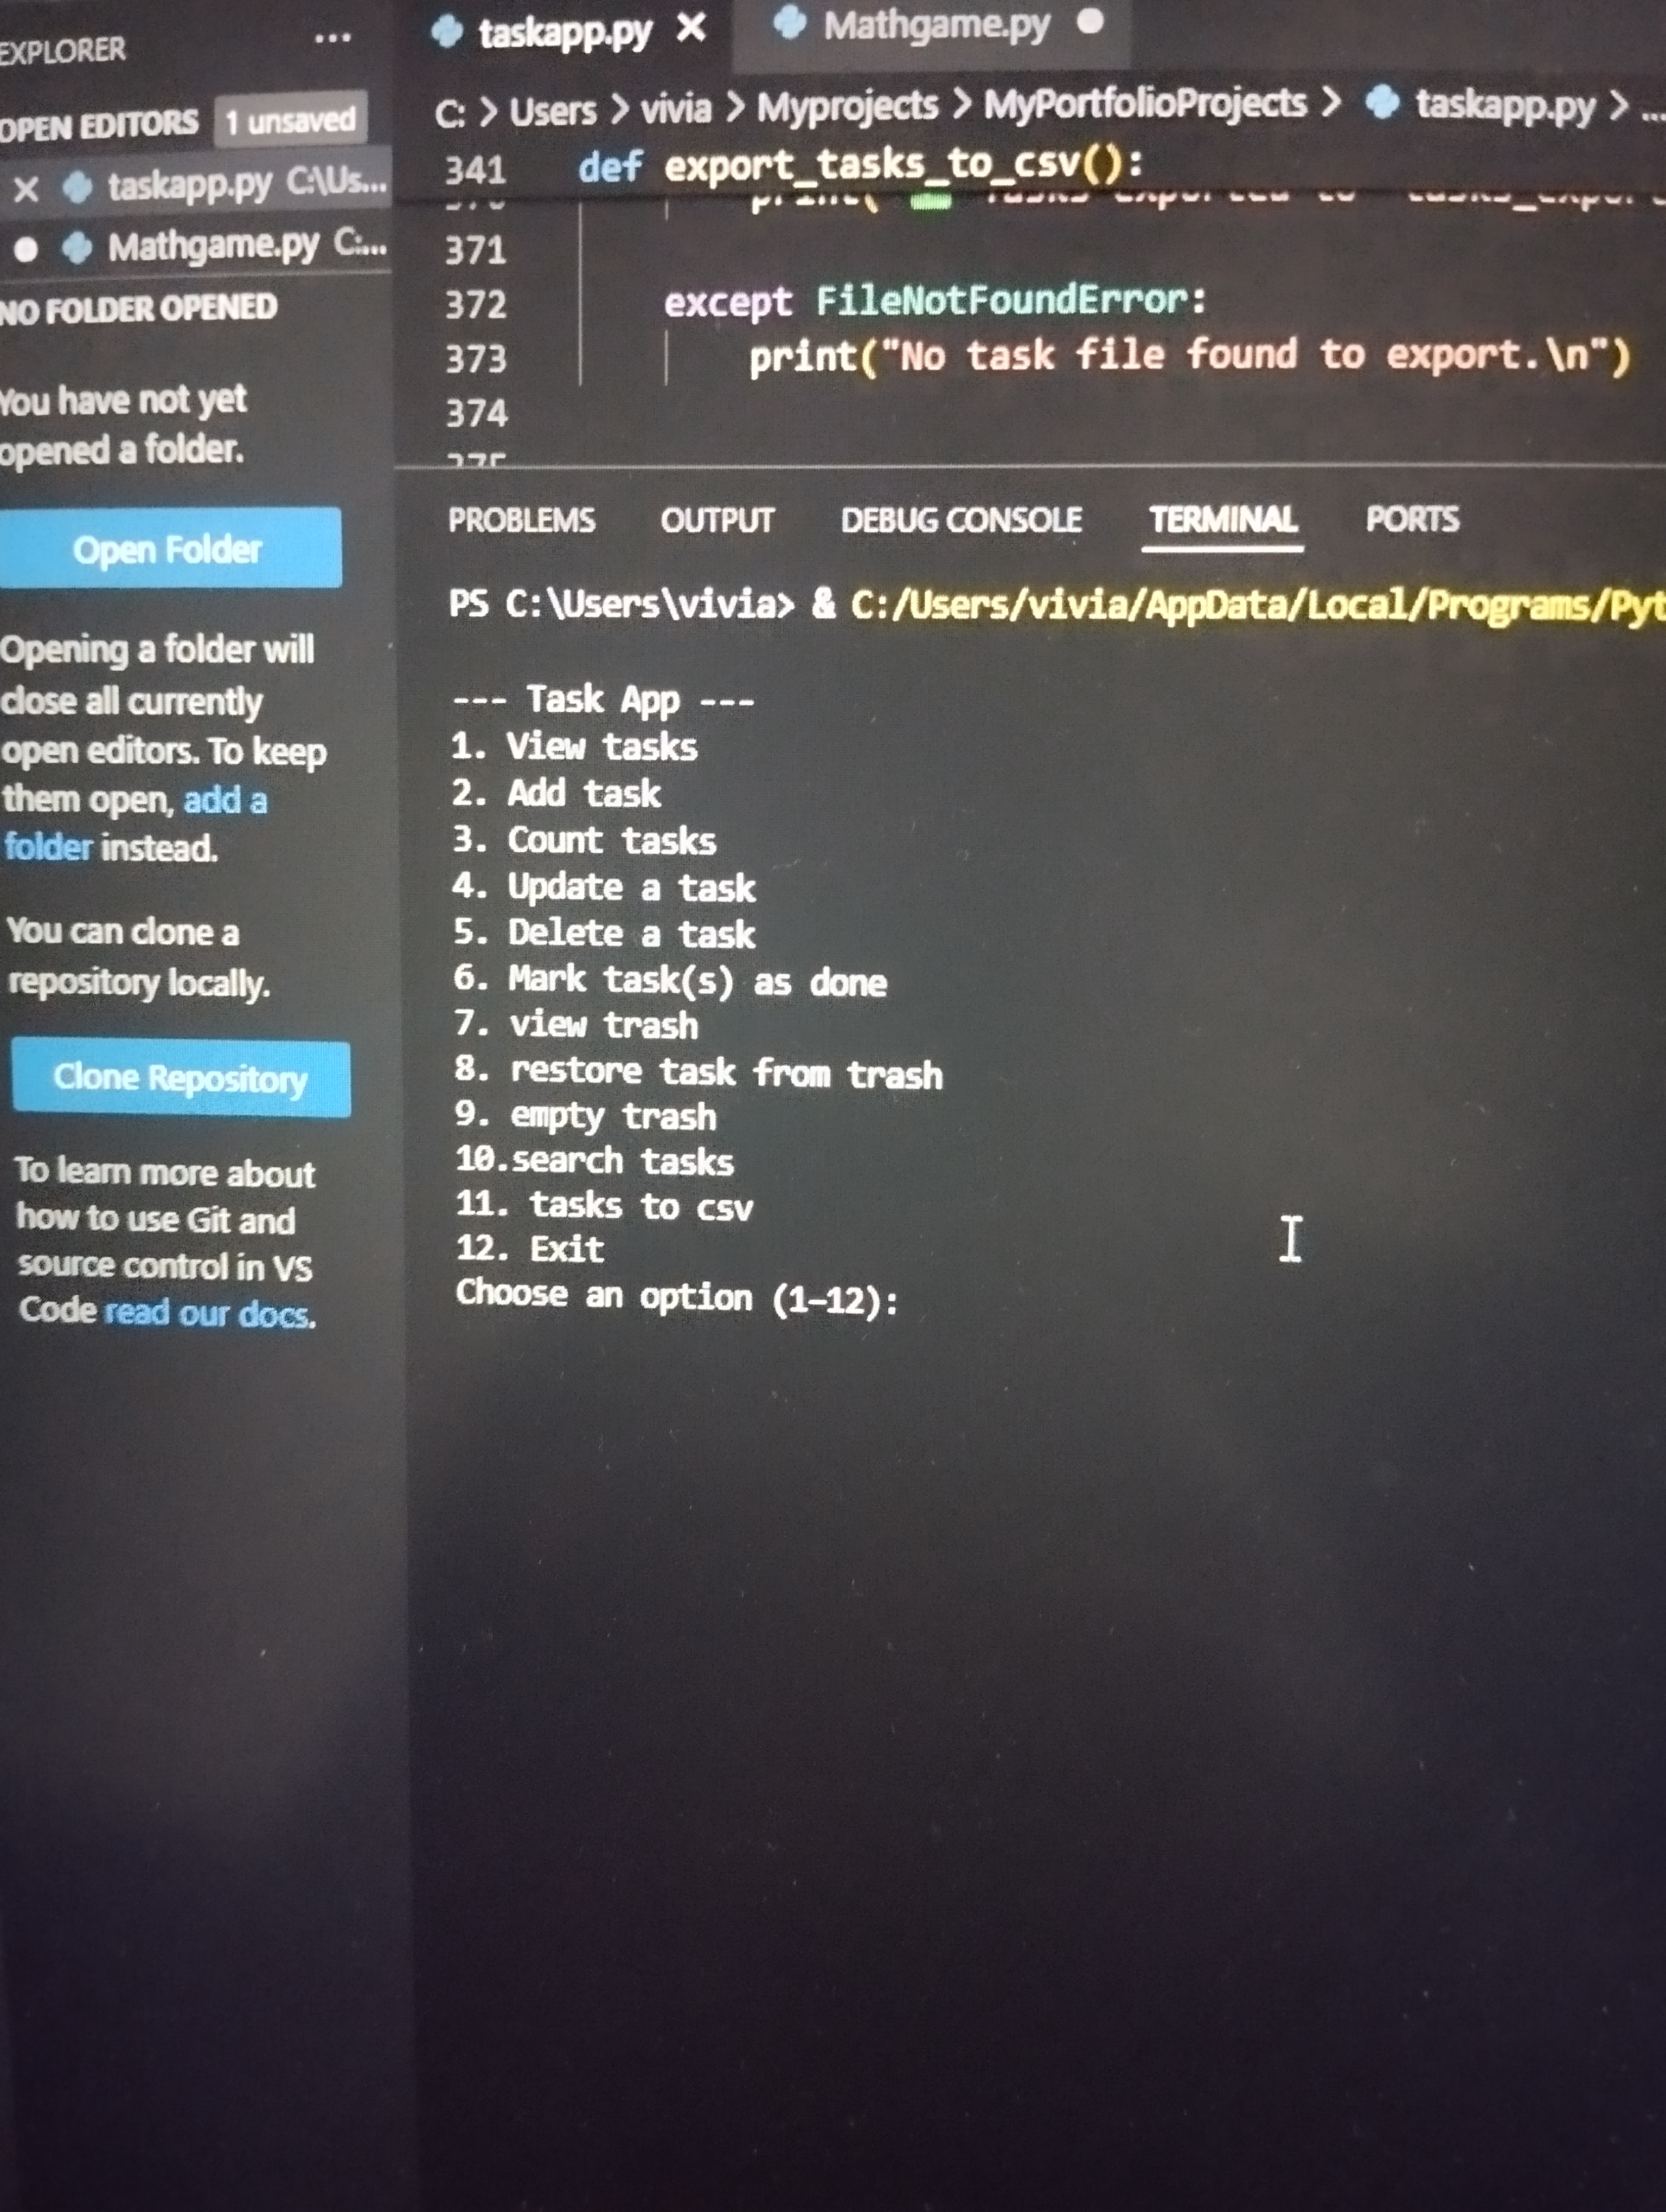 EXPLORER
...
taskapp.py
Mathgame.py
OPEN EDITORS
1 unsaved
C: > Users > vivia > Myprojects > MyPortfolioProjects > taskapp.py > ...
taskapp.py C:\Us...
Mathgame.py C:...
NO FOLDER OPENED
You have not yet
opened a folder.
Open Folder
Opening a folder will
close all currently
open editors. To keep
them open, add a
folder instead.
You can clone a
repository locally.
Clone Repository
To learn more about
how to use Git and
source control in VS
Code read our docs.
341 def export_tasks_to_csv():
371
372 except FileNotFoundError:
373 print("No task file found to export.\n")
374
PROBLEMS OUTPUT DEBUG CONSOLE TERMINAL PORTS
PS C:\Users\vivia> & C:/Users/vivia/AppData/Local/Programs/Pyt
--- Task App ---
1. View tasks
2. Add task
3. Count tasks
4. Update a task
5. Delete a task
6. Mark task(s) as done
7. view trash
8. restore task from trash
9. empty trash
10.search tasks
11. tasks to csv
12. Exit
Choose an option (1–12):